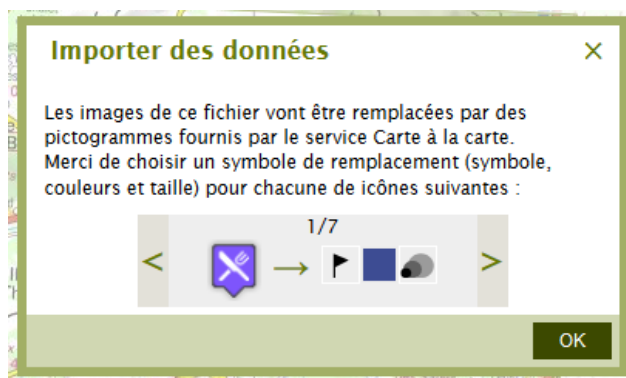 Importer des données
Les images de ce fichier vont être remplacées par des
pictogrammes fournis par le service Carte à la carte.
Merci de choisir un symbole de remplacement (symbole,
couleurs et taille) pour chacune de icônes suivantes :
1/7
OK